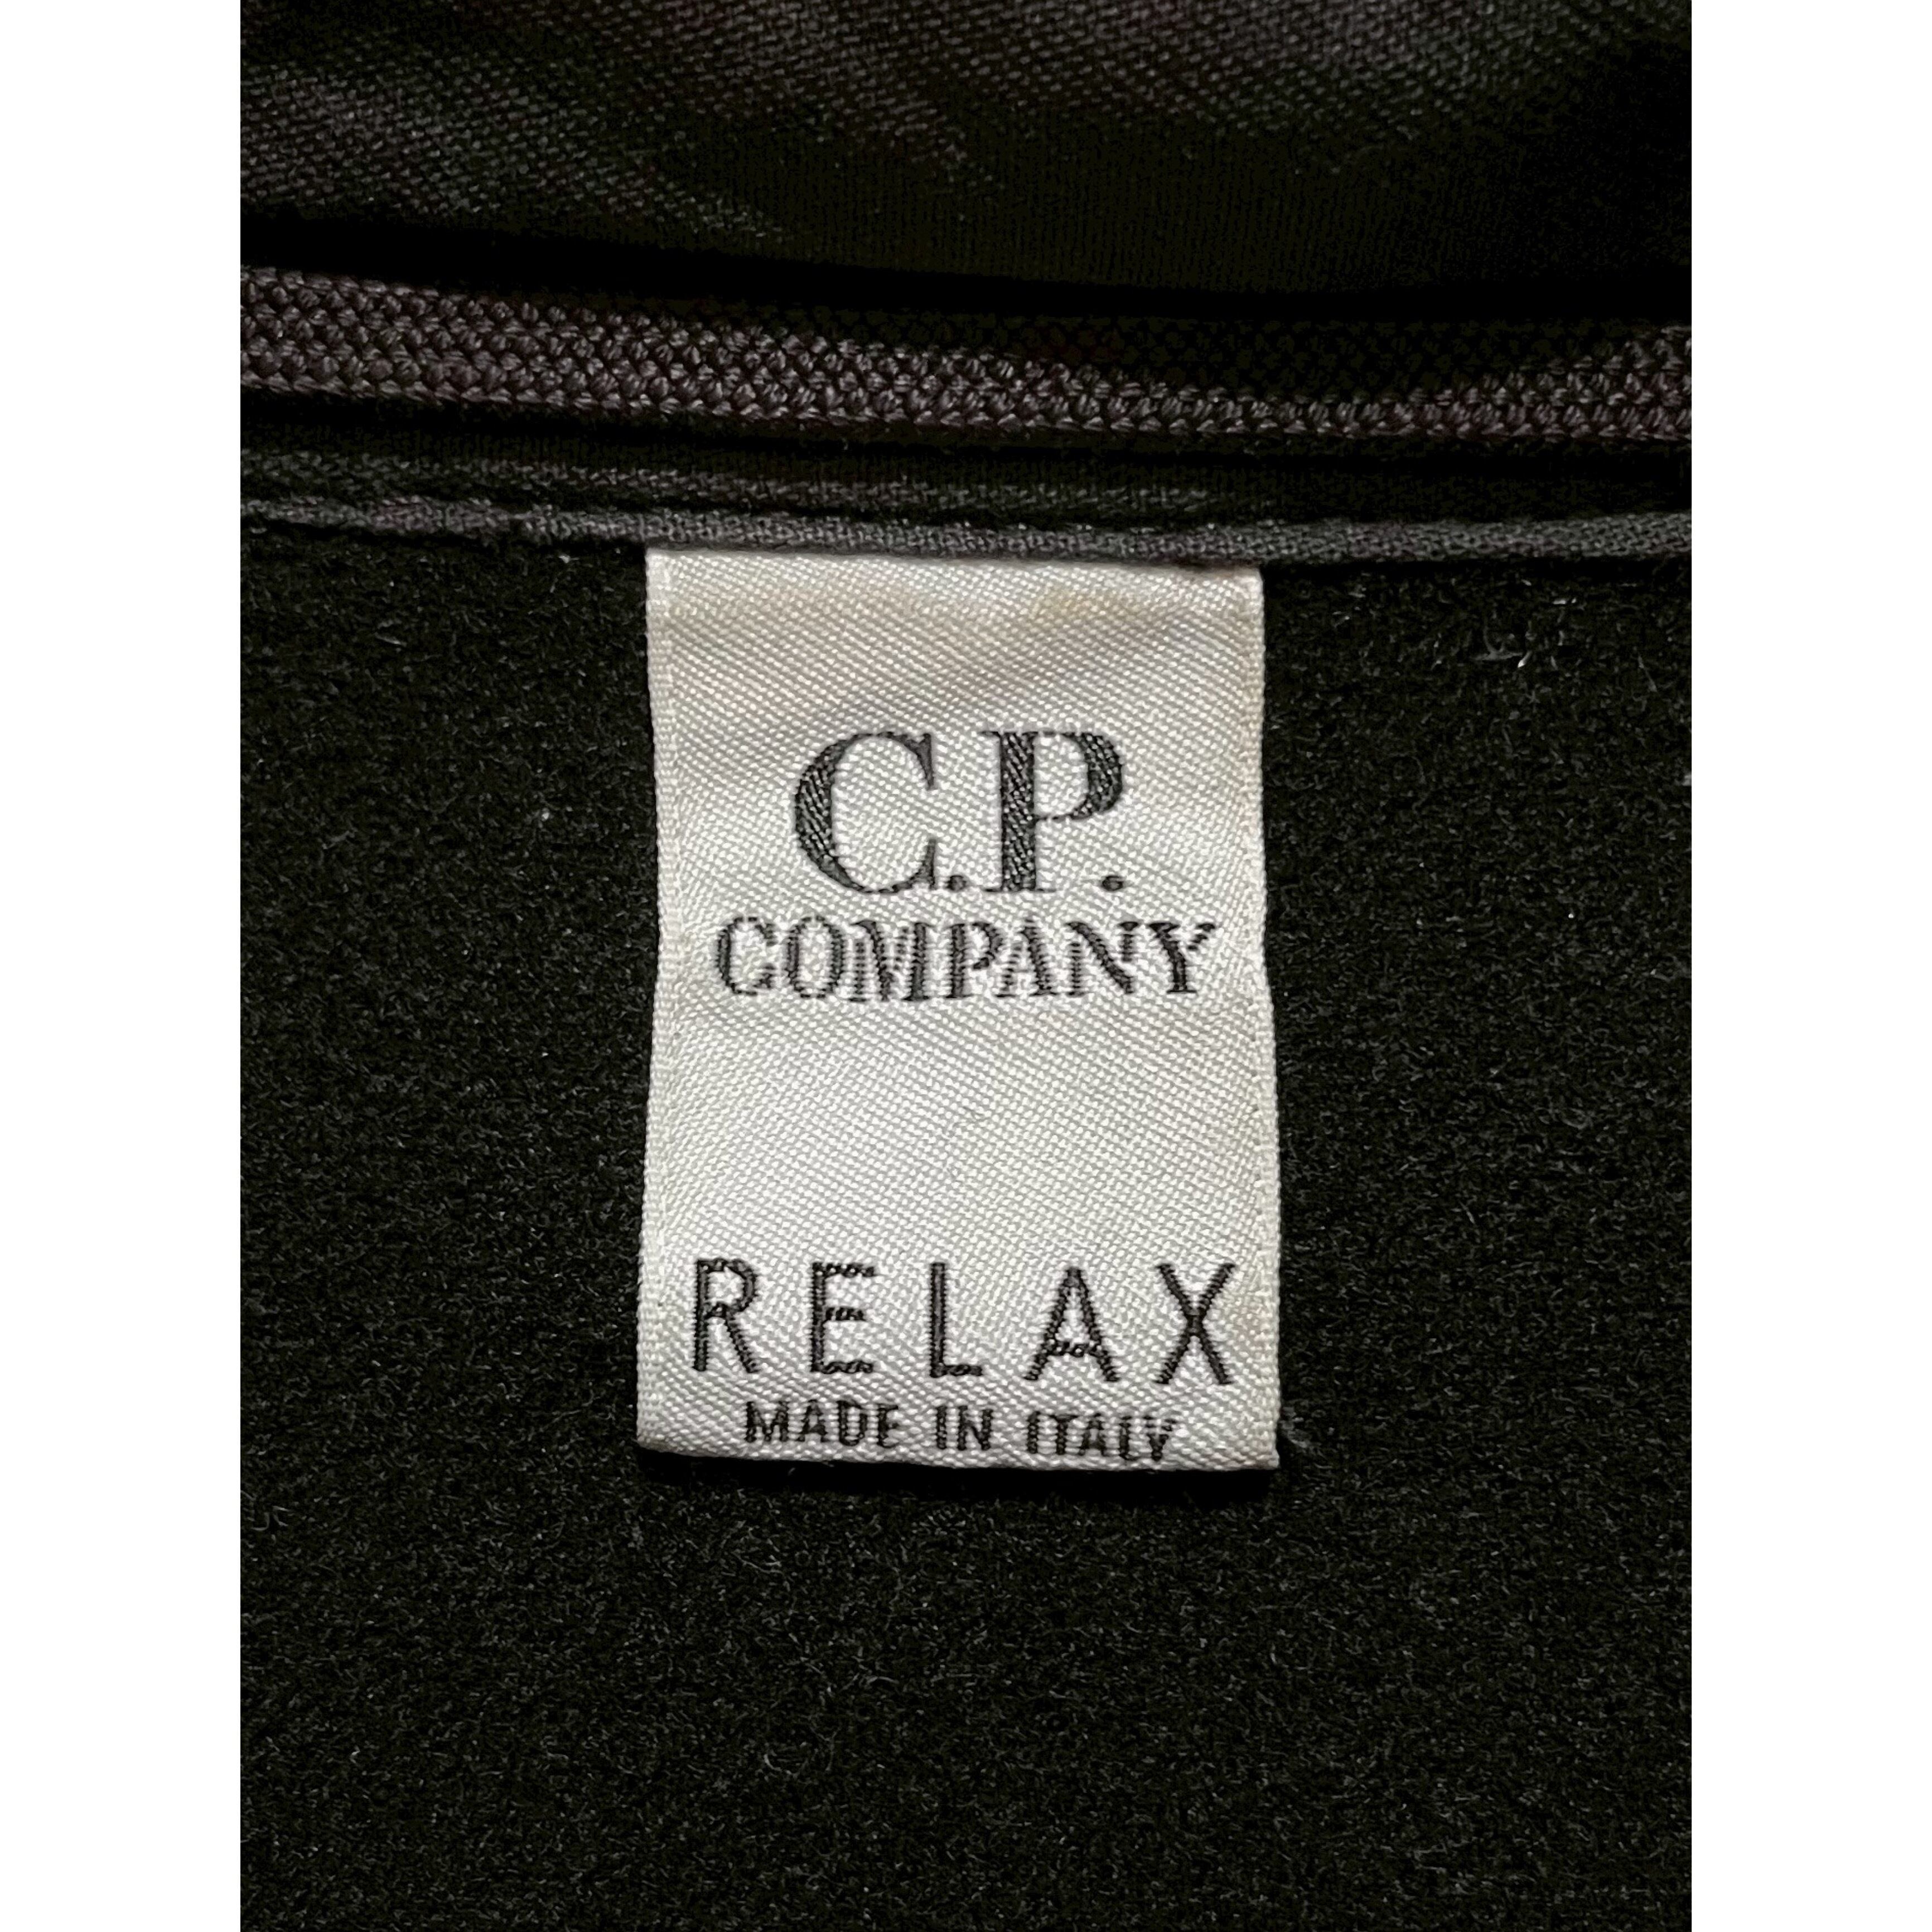 C.P.
COMPANY
RELAX
MADE IN ITALY